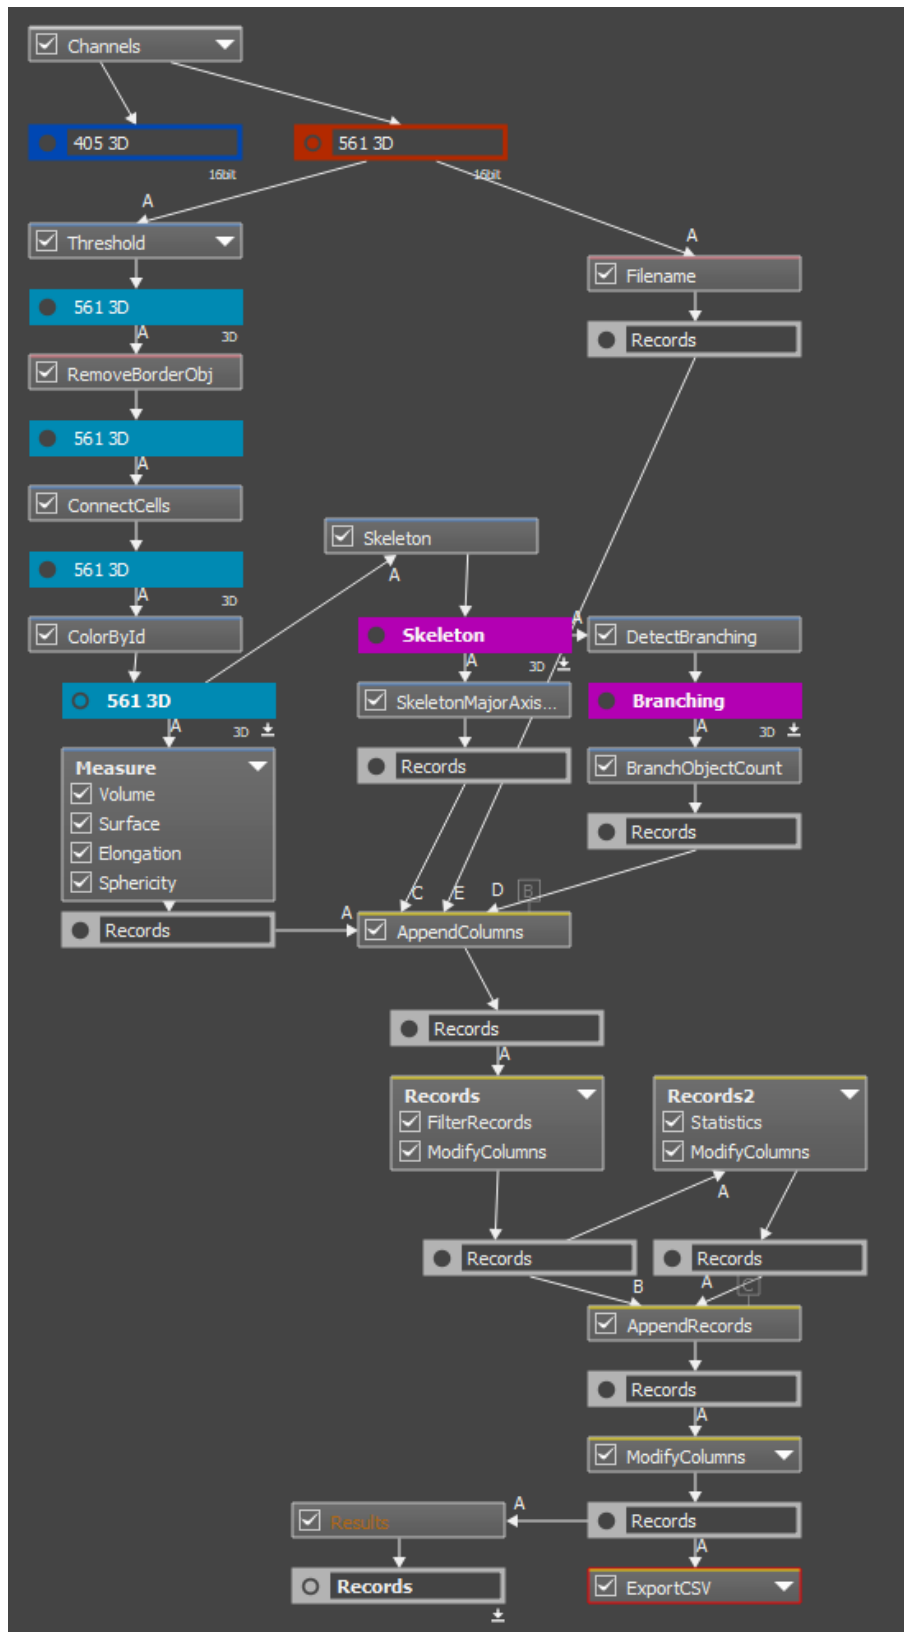 Channels
405 3D
561 3D
16bit
16bit
A
A
Threshold
Filename
561 3D
A
3D
Records
RemoveBorderObj
561 3D
A
ConnectCells
Skeleton
A
561 3D
A
3D
ColorById
Skeleton
A
DetectBranching
A
3D
561 3D
SkeletonMajorAxis...
Branching
A
3D
A
3D
Measure
Volume
Surface
Elongation
Sphericity
Records
BranchObjectCount
Records
C
E
D
B
Records
A
AppendColumns
Records
A
Records
FilterRecords
ModifyColumns
Records2
Statistics
ModifyColumns
A
Records
Records
B
A
C
AppendRecords
Records
A
ModifyColumns
Records
A
A
Results
Records
ExportCSV